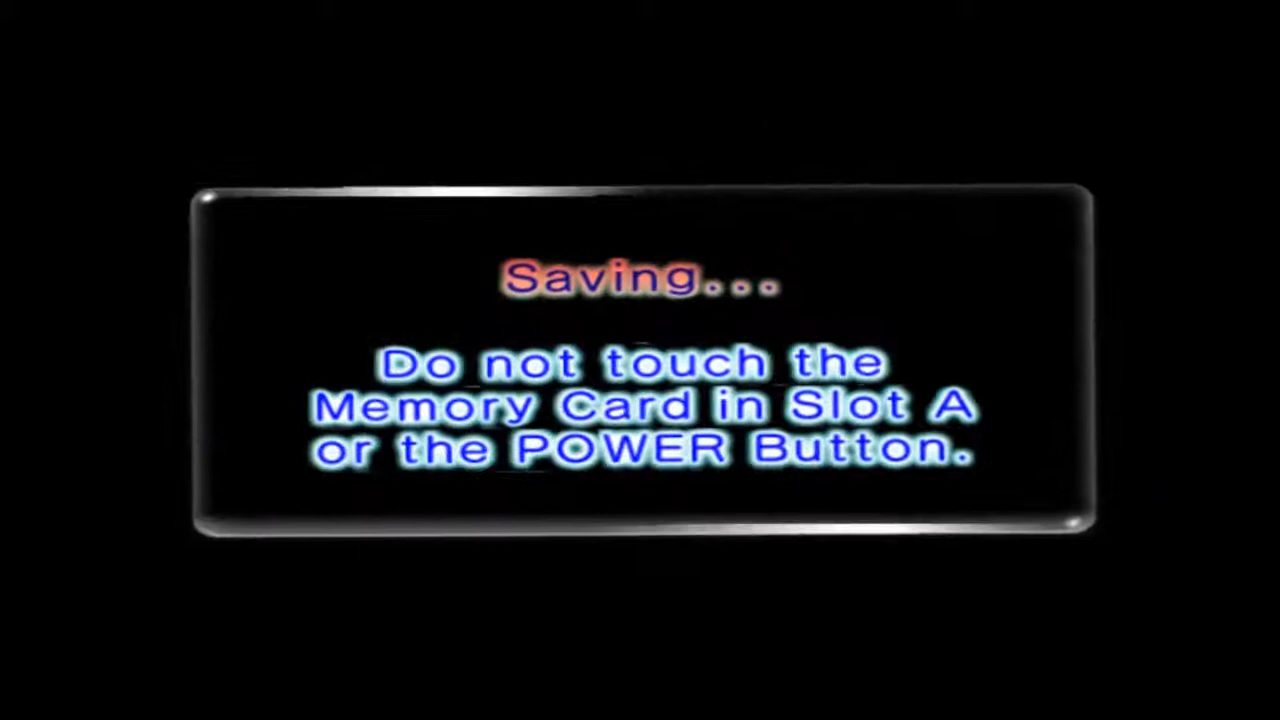 Saving...
Do not touch the
Memory Card in Slot A
or the POWER Button.